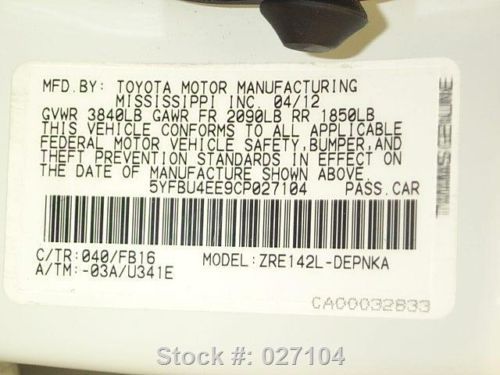 MFD.BY: TOYOTA MOTOR MANUFACTURING
MISSISSIPPI INC. 04/12
GVWR 3840LB GAWR FR 2090LB RR 1850LB
THIS VEHICLE CONFORMS TO ALL APPLICABLE
FEDERAL MOTOR VEHICLE SAFETY,BUMPER,AND
THEFT PREVENTION STANDARDS IN EFFECT ON
THE DATE OF MANUFACTURE SHOWN ABOVE.
5YFBU4EE9CP027104 PASS.CAR
C/TR:040/FB16 MODEL:ZRE142L-DEPNKA
A/TM:-03A/U341E
CA00032833
Stock #: 027104